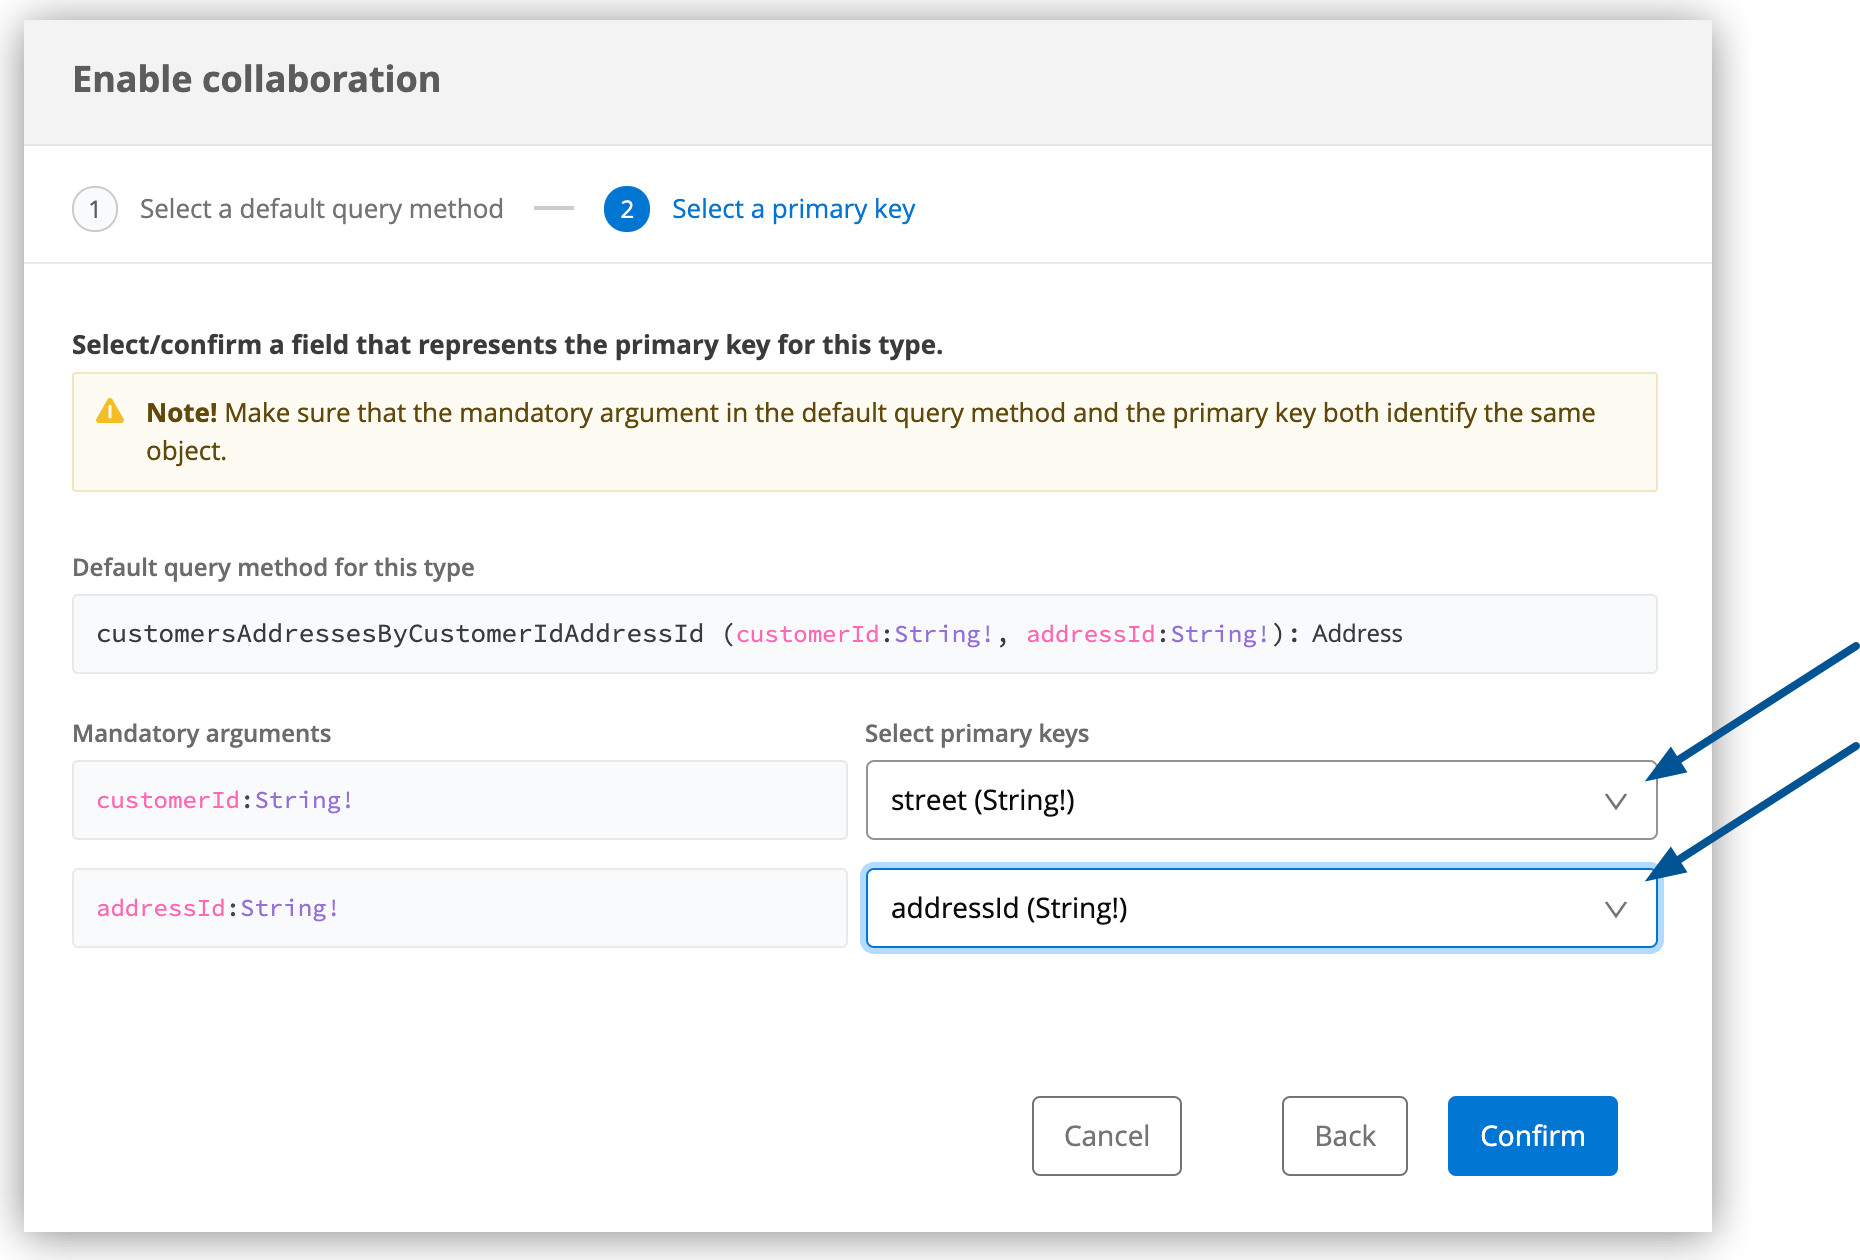 Enable collaboration
1 Select a default query method 2 Select a primary key
Select/confirm a field that represents the primary key for this type.
Note! Make sure that the mandatory argument in the default query method and the primary key both identify the same
object.
Default query method for this type
customersAddressesByCustomerIdAddressId (customerId:String!, addressId:String!): Address
Mandatory arguments Select primary keys
customerId:String! street (String!)
addressId:String! addressId (String!)
Cancel Back Confirm